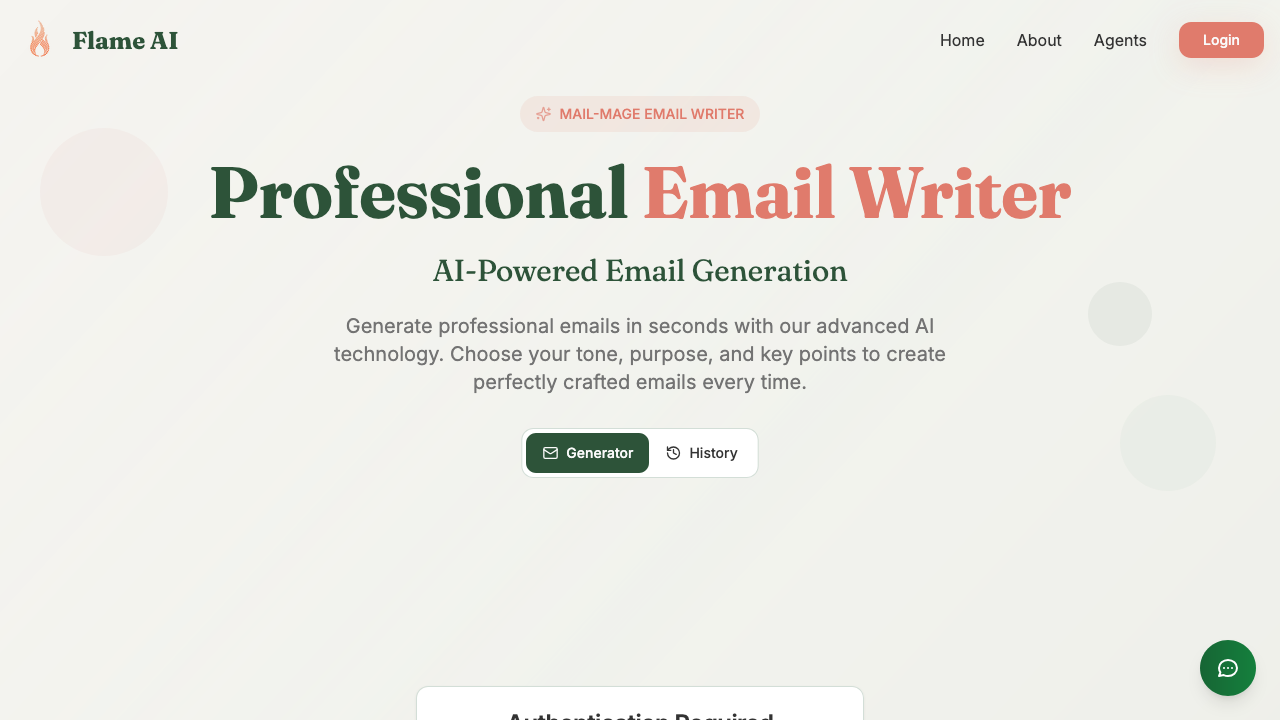 Flame AI
Home
About
Agents
Login
MAIL-MAGE EMAIL WRITER
Professional Email Writer
AI-Powered Email Generation
Generate professional emails in seconds with our advanced AI
technology. Choose your tone, purpose, and key points to create
perfectly crafted emails every time.
Generator
History
Authentication Required